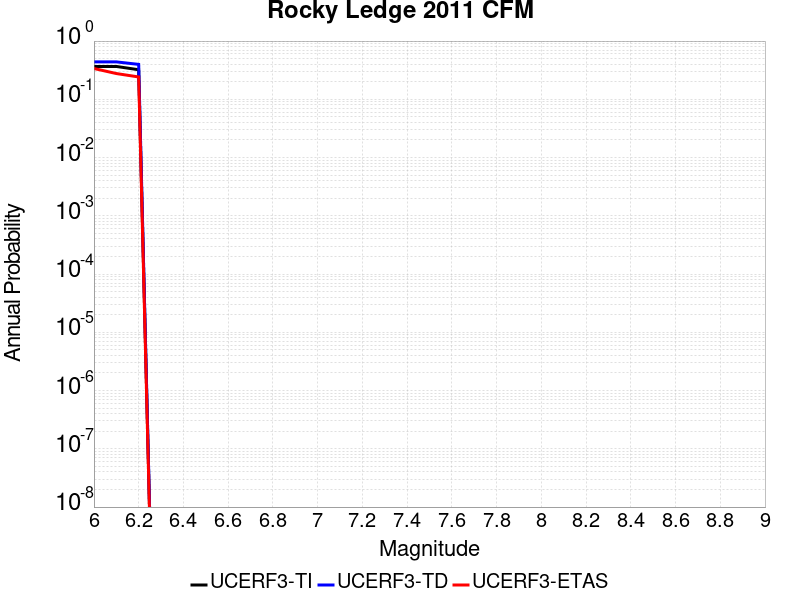 Rocky Ledge 2011 CFM
10^0
10^-1
10^-2
10^-3
10^-4
10^-5
10^-6
10^-7
10^-8
Annual Probability
6 6.2 6.4 6.6 6.8 7 7.2 7.4 7.6 7.8 8 8.2 8.4 8.6 8.8 9
Magnitude
UCERF3-TI UCERF3-TD UCERF3-ETAS